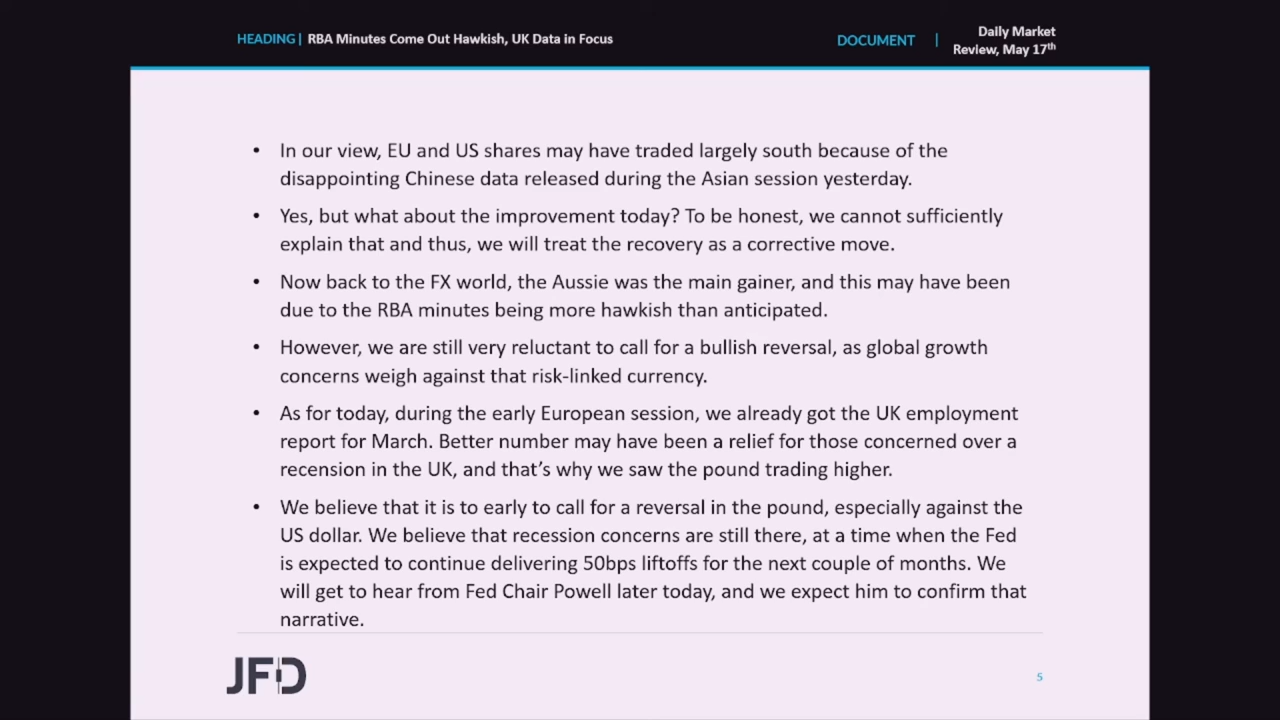 HEADING | RBA Minutes Come Out Hawkish, UK Data in Focus
DOCUMENT | Daily Market
Review, May 17th
• In our view, EU and US shares may have traded largely south because of the
disappointing Chinese data released during the Asian session yesterday.
• Yes, but what about the improvement today? To be honest, we cannot sufficiently
explain that and thus, we will treat the recovery as a corrective move.
• Now back to the FX world, the Aussie was the main gainer, and this may have been
due to the RBA minutes being more hawkish than anticipated.
• However, we are still very reluctant to call for a bullish reversal, as global growth
concerns weigh against that risk-linked currency.
• As for today, during the early European session, we already got the UK employment
report for March. Better number may have been a relief for those concerned over a
recension in the UK, and that’s why we saw the pound trading higher.
• We believe that it is to early to call for a reversal in the pound, especially against the
US dollar. We believe that recession concerns are still there, at a time when the Fed
is expected to continue delivering 50bps liftoffs for the next couple of months. We
will get to hear from Fed Chair Powell later today, and we expect him to confirm that
narrative.
JFD
5